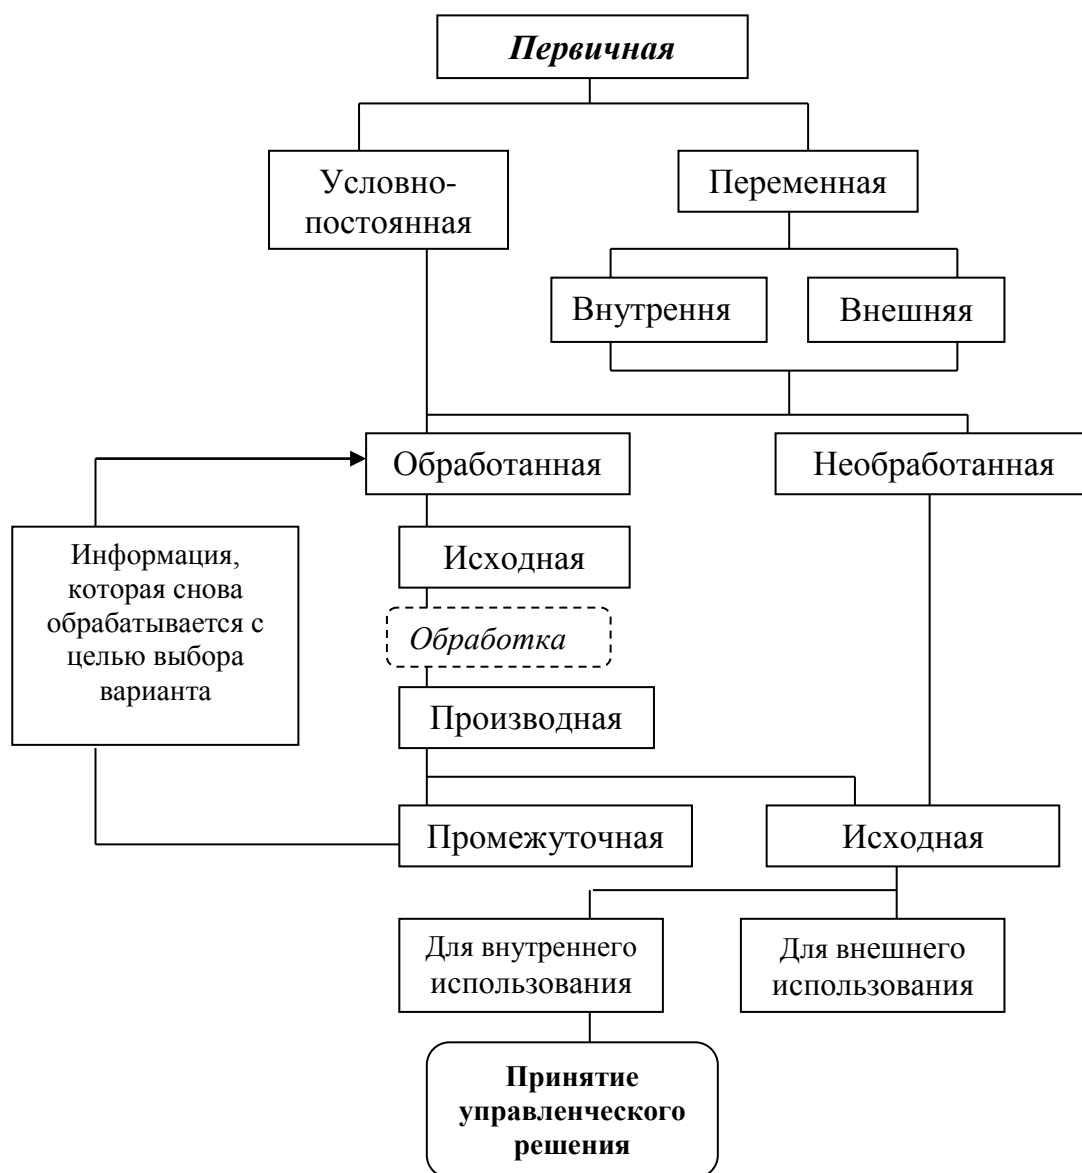 Первичная
Условно-
постоянная
Переменная
Внутрення
Внешняя
Обработанная
Необработанная
Информация,
которая снова
обрабатывается с
целью выбора
варианта
Исходная
Обработка
Производная
Промежуточная
Исходная
Для внутреннего
использования
Для внешнего
использования
Принятие
управленческого
решения